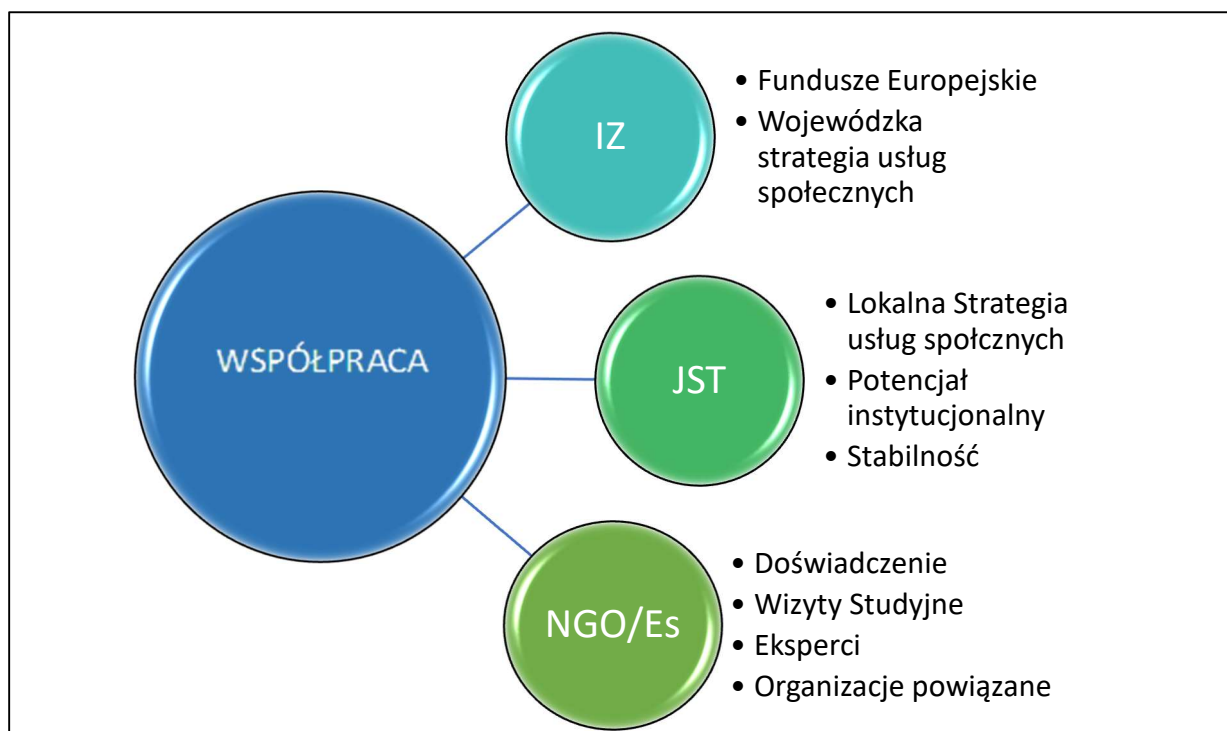 WSPÓŁPRACA
IZ
• Fundusze Europejskie
• Wojewódzka
strategia usług
społecznych
JST
• Lokalna Strategia
usług społcznych
• Potencjał
instytucjonalny
• Stabilność
NGO/Es
• Doświadczenie
• Wizyty Studyjne
• Eksperci
• Organizacje powiązane